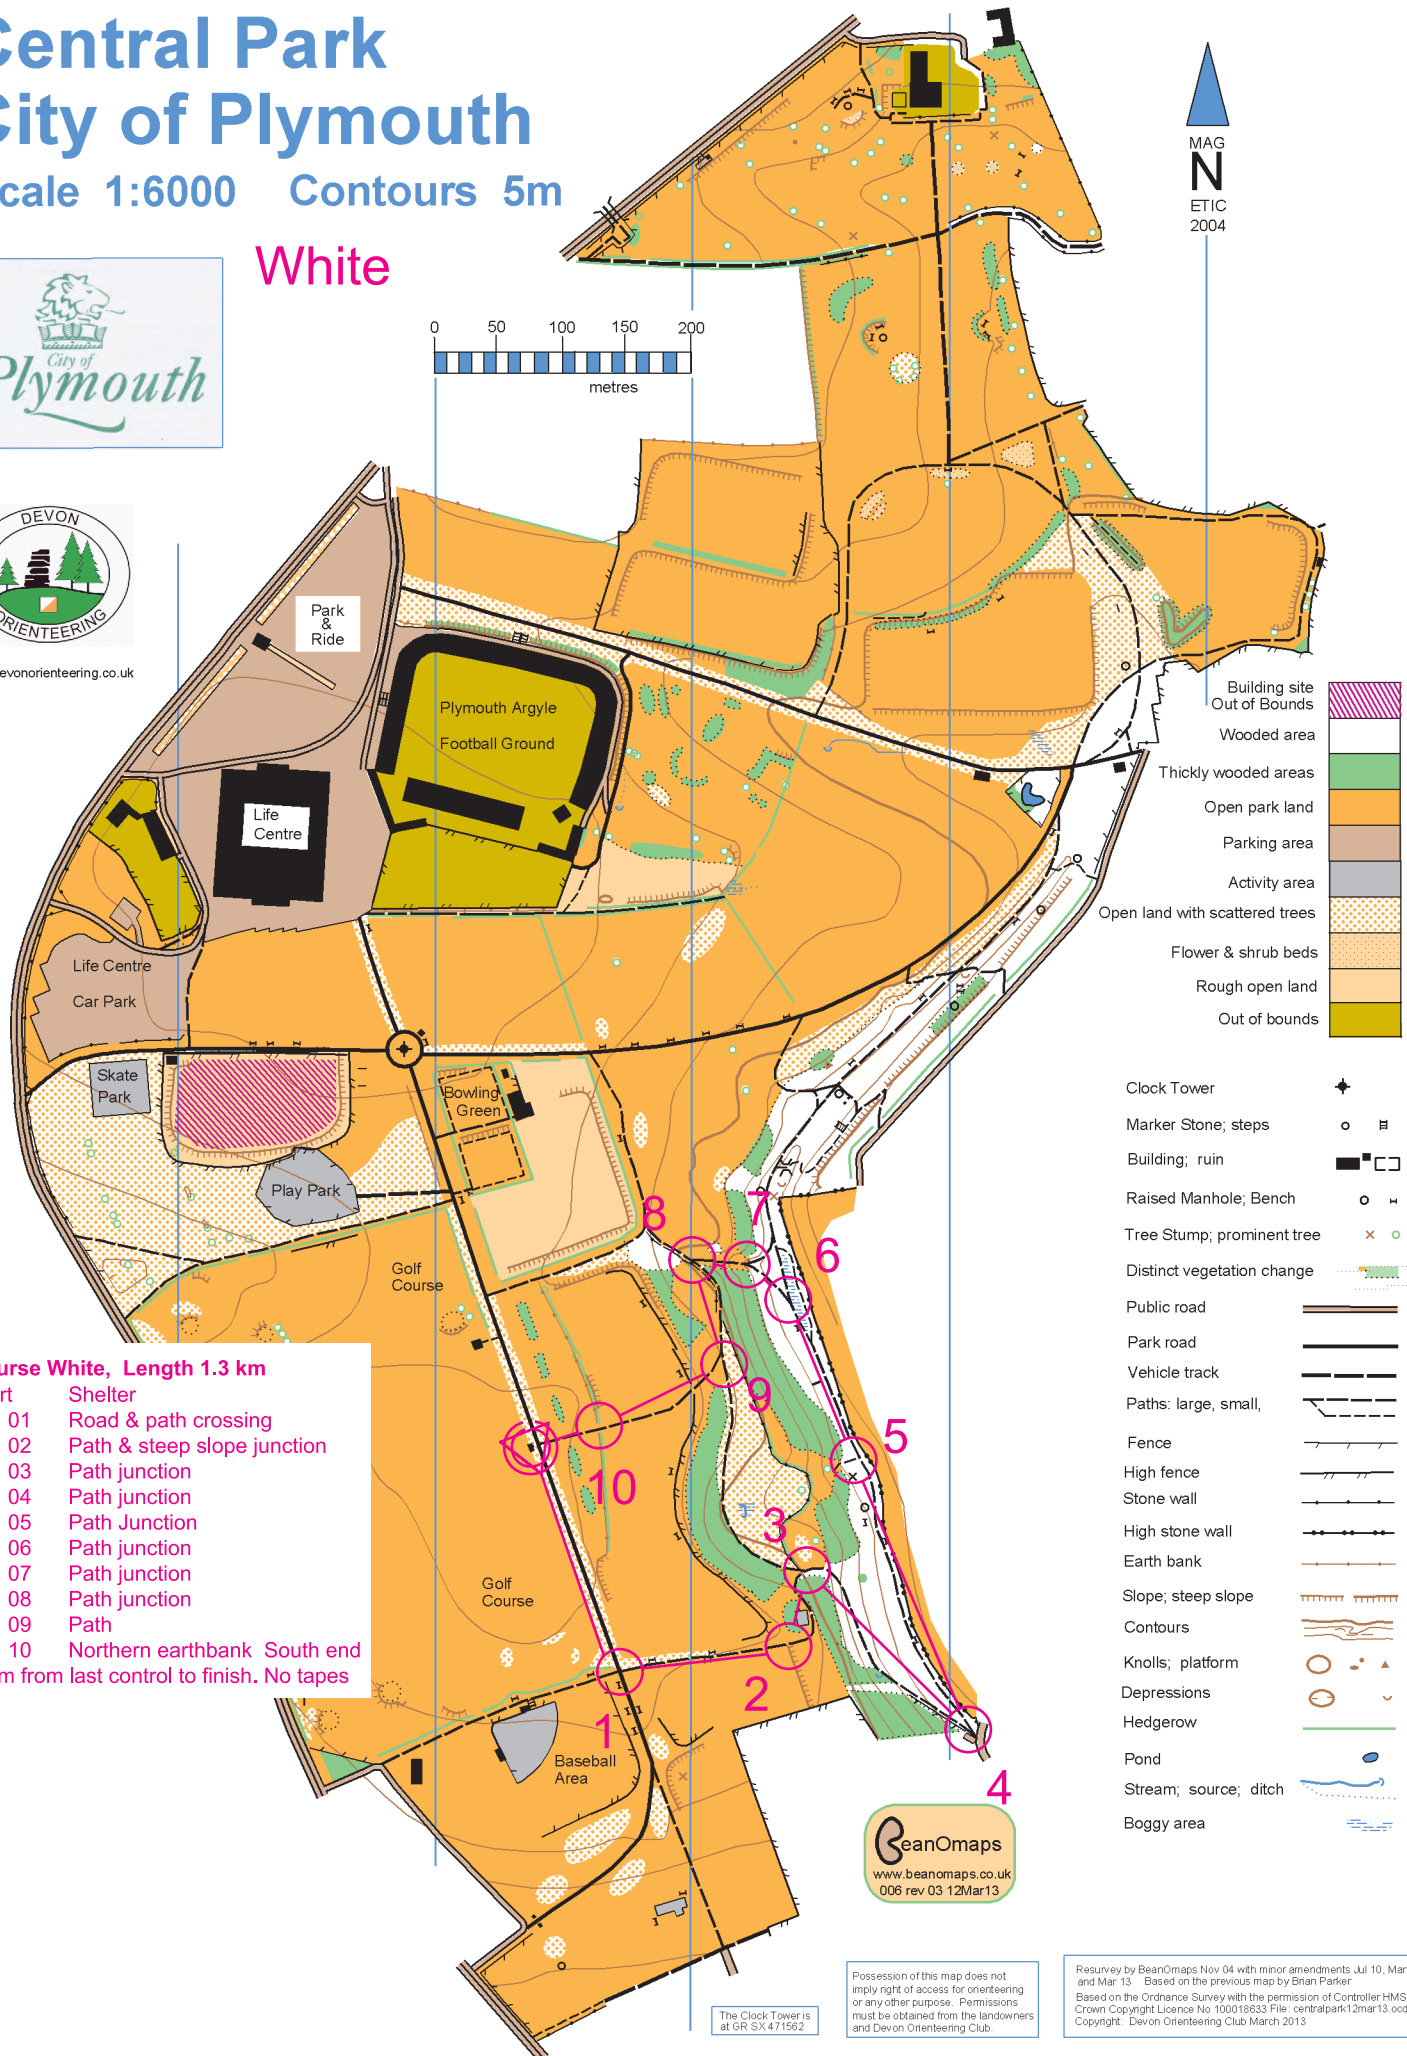 Central Park
City of Plymouth
cale 1:6000 Contours 5m
White
MAG
N
ETIC
2004
City of
Plymouth
0 50 100 150 200
metres
DEVON
ORIENTEERING
evonorienteering.co.uk
Park
&
Ride
Plymouth Argyle
Football Ground
Life
Centre
Life Centre
Car Park
Skate
Park
Play Park
Bowling
Green
Golf
Course
Golf
Course
Baseball
Area
8
7
6
9
5
10
3
2
1
4
Building site
Out of Bounds
Wooded area
Thickly wooded areas
Open park land
Parking area
Activity area
Open land with scattered trees
Flower & shrub beds
Rough open land
Out of bounds
Clock Tower
Marker Stone; steps
Building; ruin
Raised Manhole; Bench
Tree Stump; prominent tree
Distinct vegetation change
Public road
Park road
Vehicle track
Paths: large, small,
Fence
High fence
Stone wall
High stone wall
Earth bank
Slope; steep slope
Contours
Knolls; platform
Depressions
Hedgerow
Pond
Stream; source; ditch
Boggy area
urse White, Length 1.3 km
rt Shelter
01 Road & path crossing
02 Path & steep slope junction
03 Path junction
04 Path junction
05 Path Junction
06 Path junction
07 Path junction
08 Path junction
09 Path
10 Northern earthbank South end
m from last control to finish. No tapes
BeanOmaps
www.beanomaps.co.uk
006 rev 03 12Mar13
The Clock Tower is
at GR SX 471562
Possession of this map does not
imply right of access for orienteering
or any other purpose. Permissions
must be obtained from the landowners
and Devon Orienteering Club.
Resurvey by BeanOmaps Nov 04 with minor amendments Jul 10, Mar
and Mar 13 Based on the previous map by Brian Parker
Based on the Ordnance Survey with the permission of Controller HMS
Crown Copyright Licence No 100018633 File: centralpark12mar13.ocd
Copyright: Devon Orienteering Club March 2013